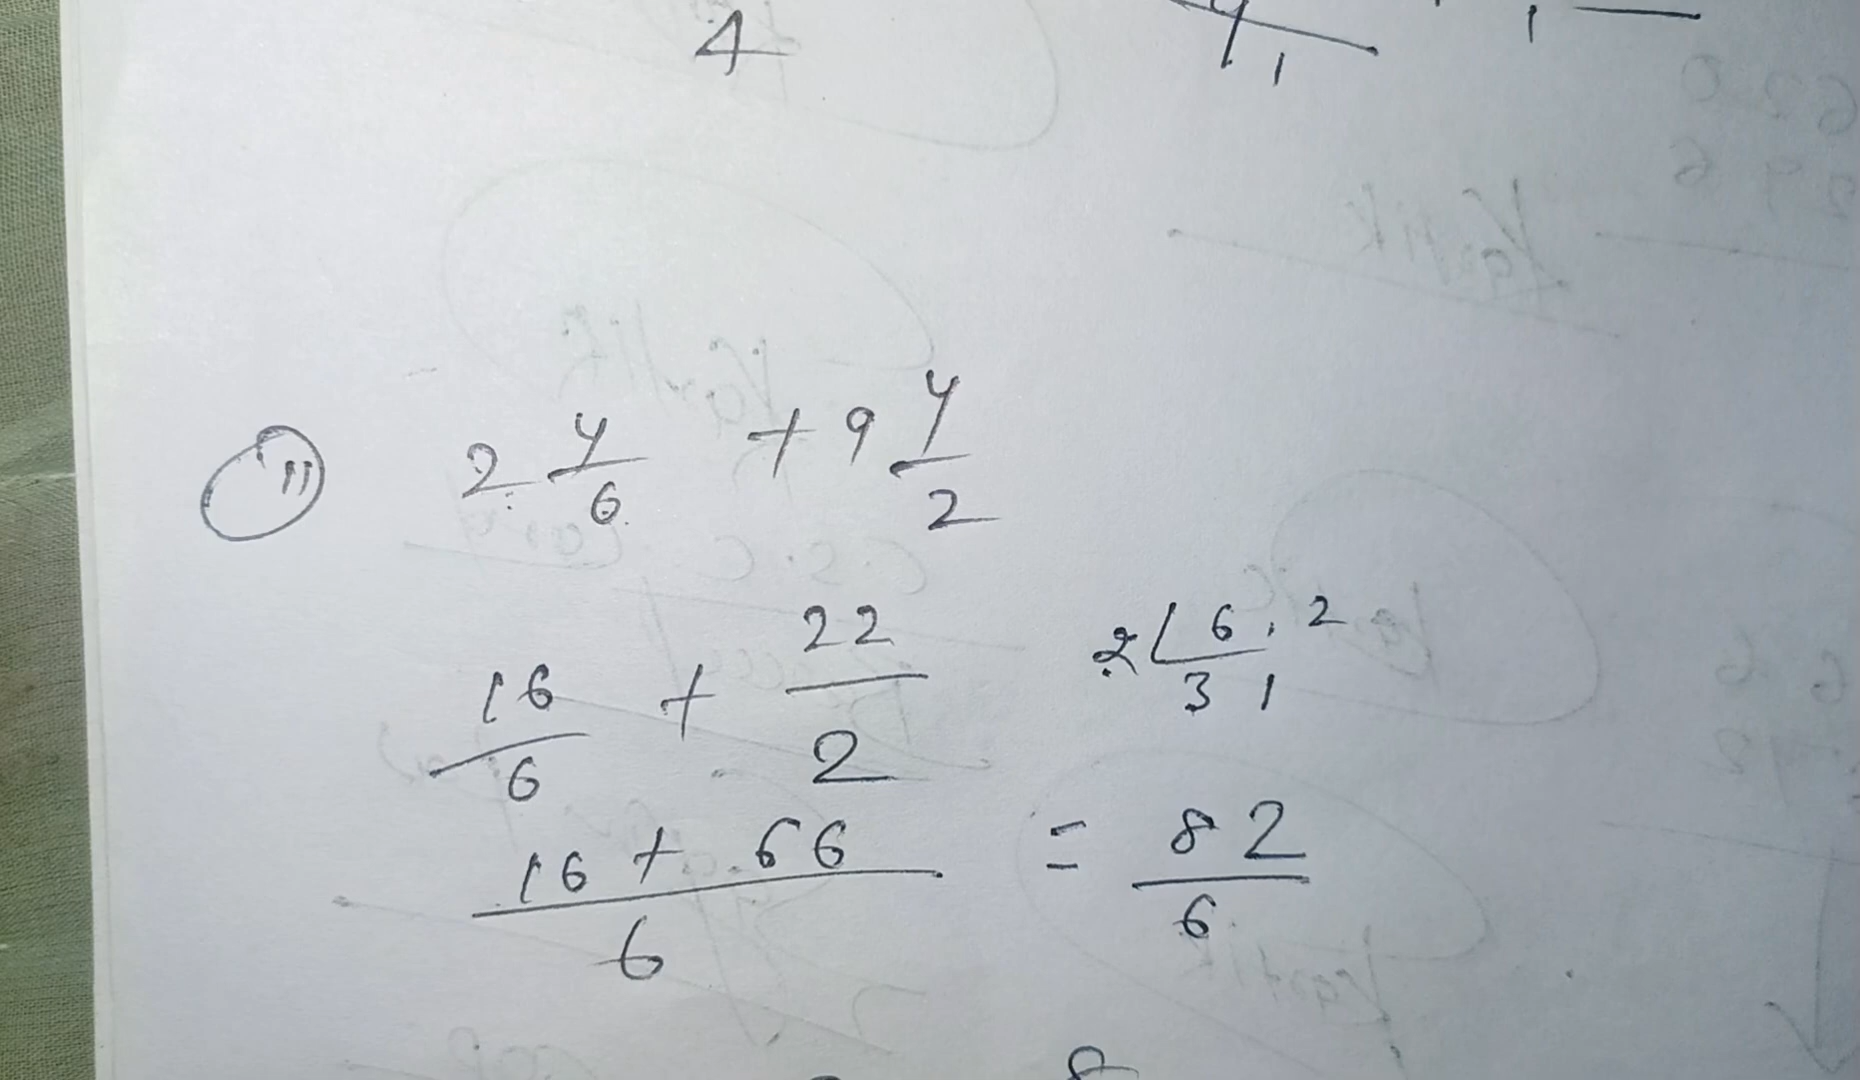 4
(ii) 2 4/6 + 9 4/2
16/6 + 22/2
2 | 6, 2
3 1
16 + 66 / 6 = 82 / 6